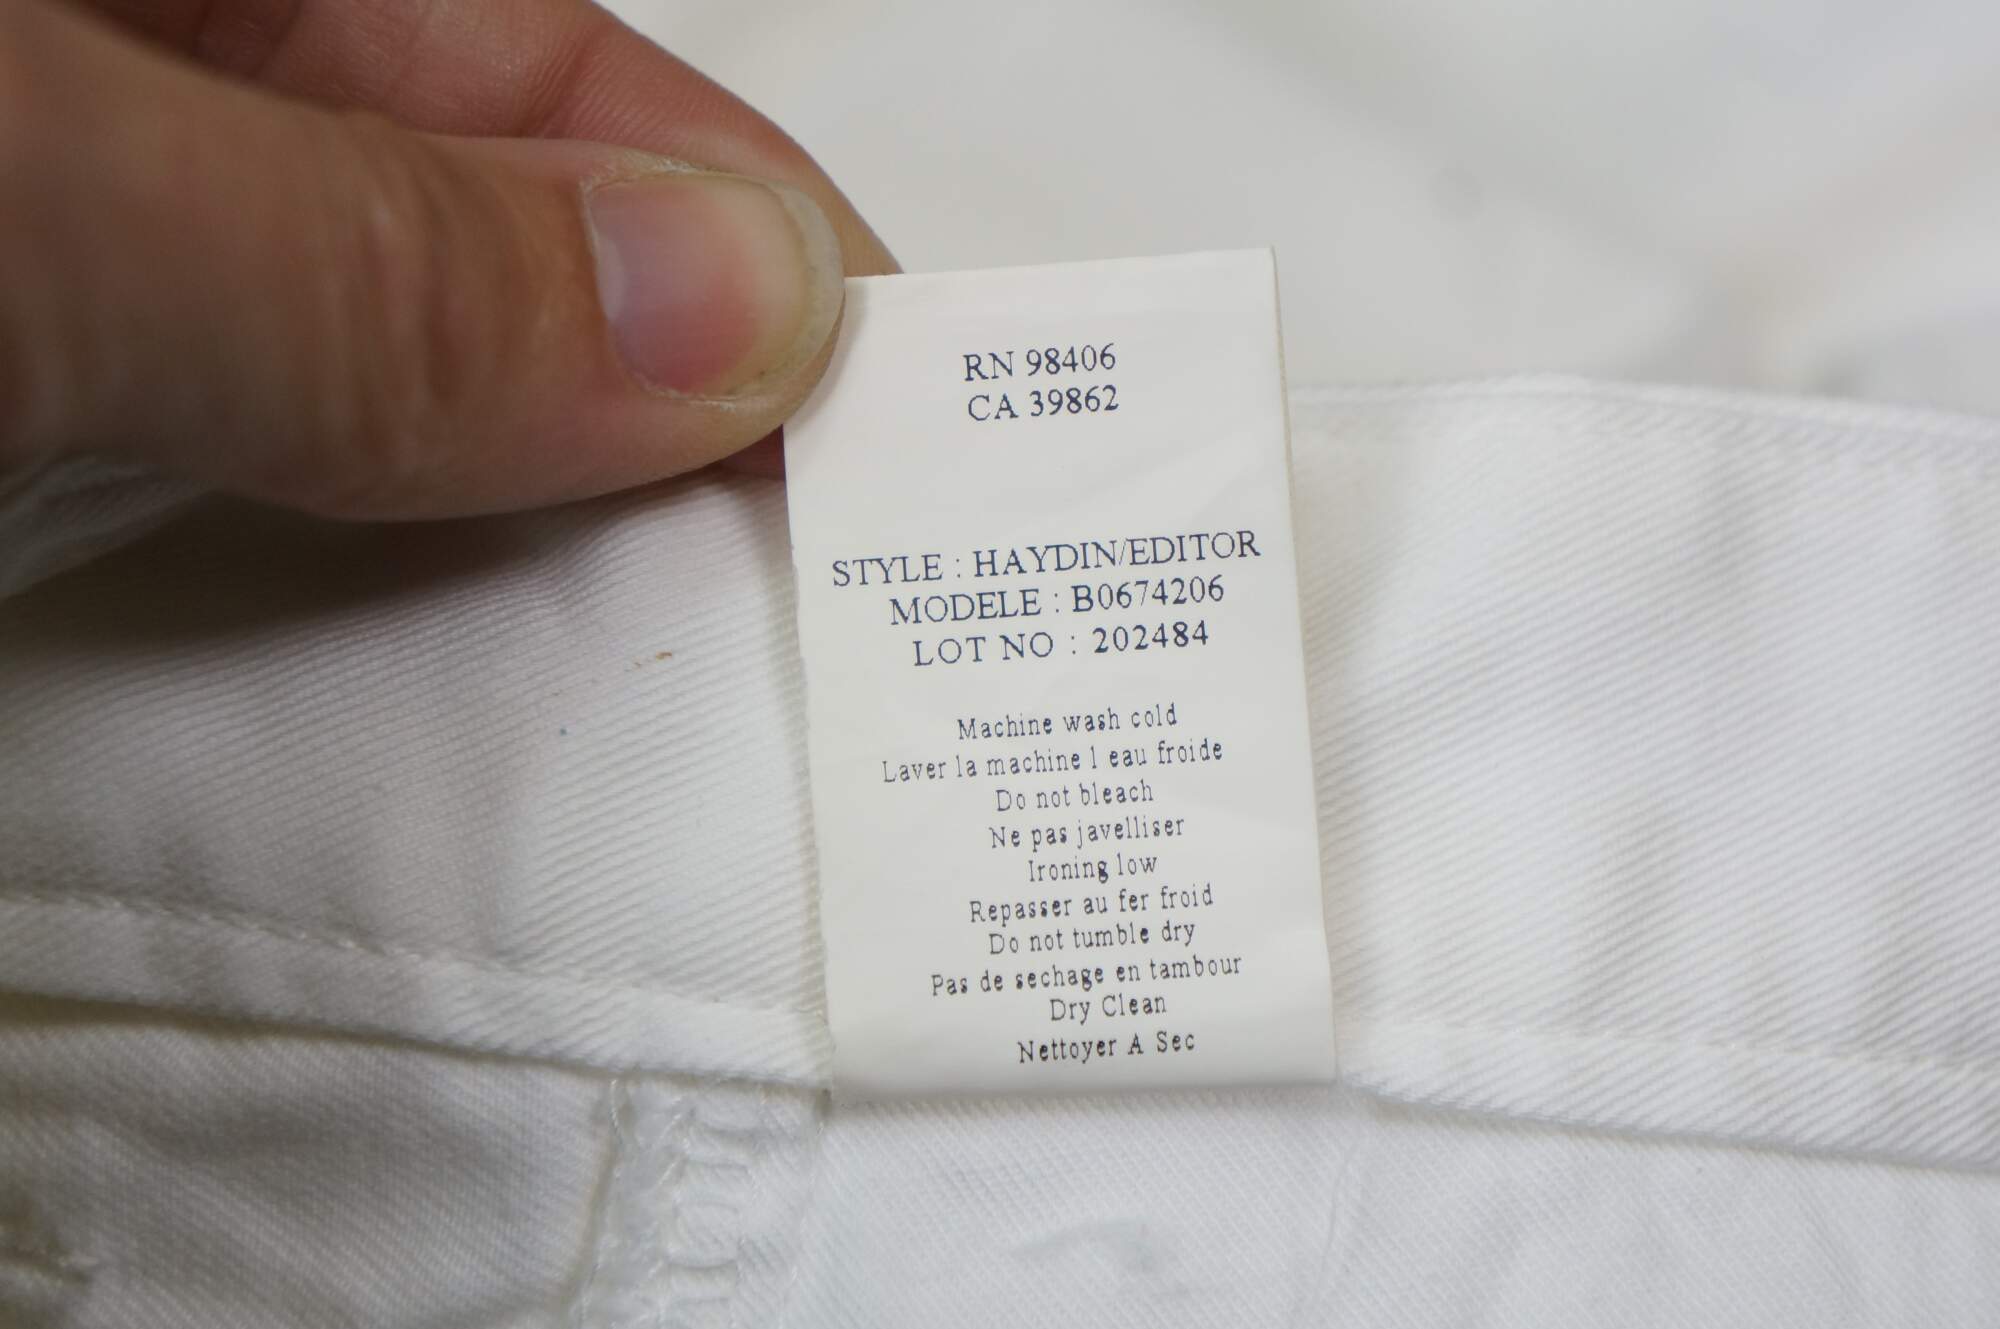 RN 98406
CA 39862
STYLE : HAYDIN/EDITOR
MODELE : B0674206
LOT NO : 202484
Machine wash cold
Laver la machine l eau froide
Do not bleach
Ne pas javelliser
Ironing low
Repasser au fer froid
Do not tumble dry
Pas de sechage en tambour
Dry Clean
Nettoyer A Sec